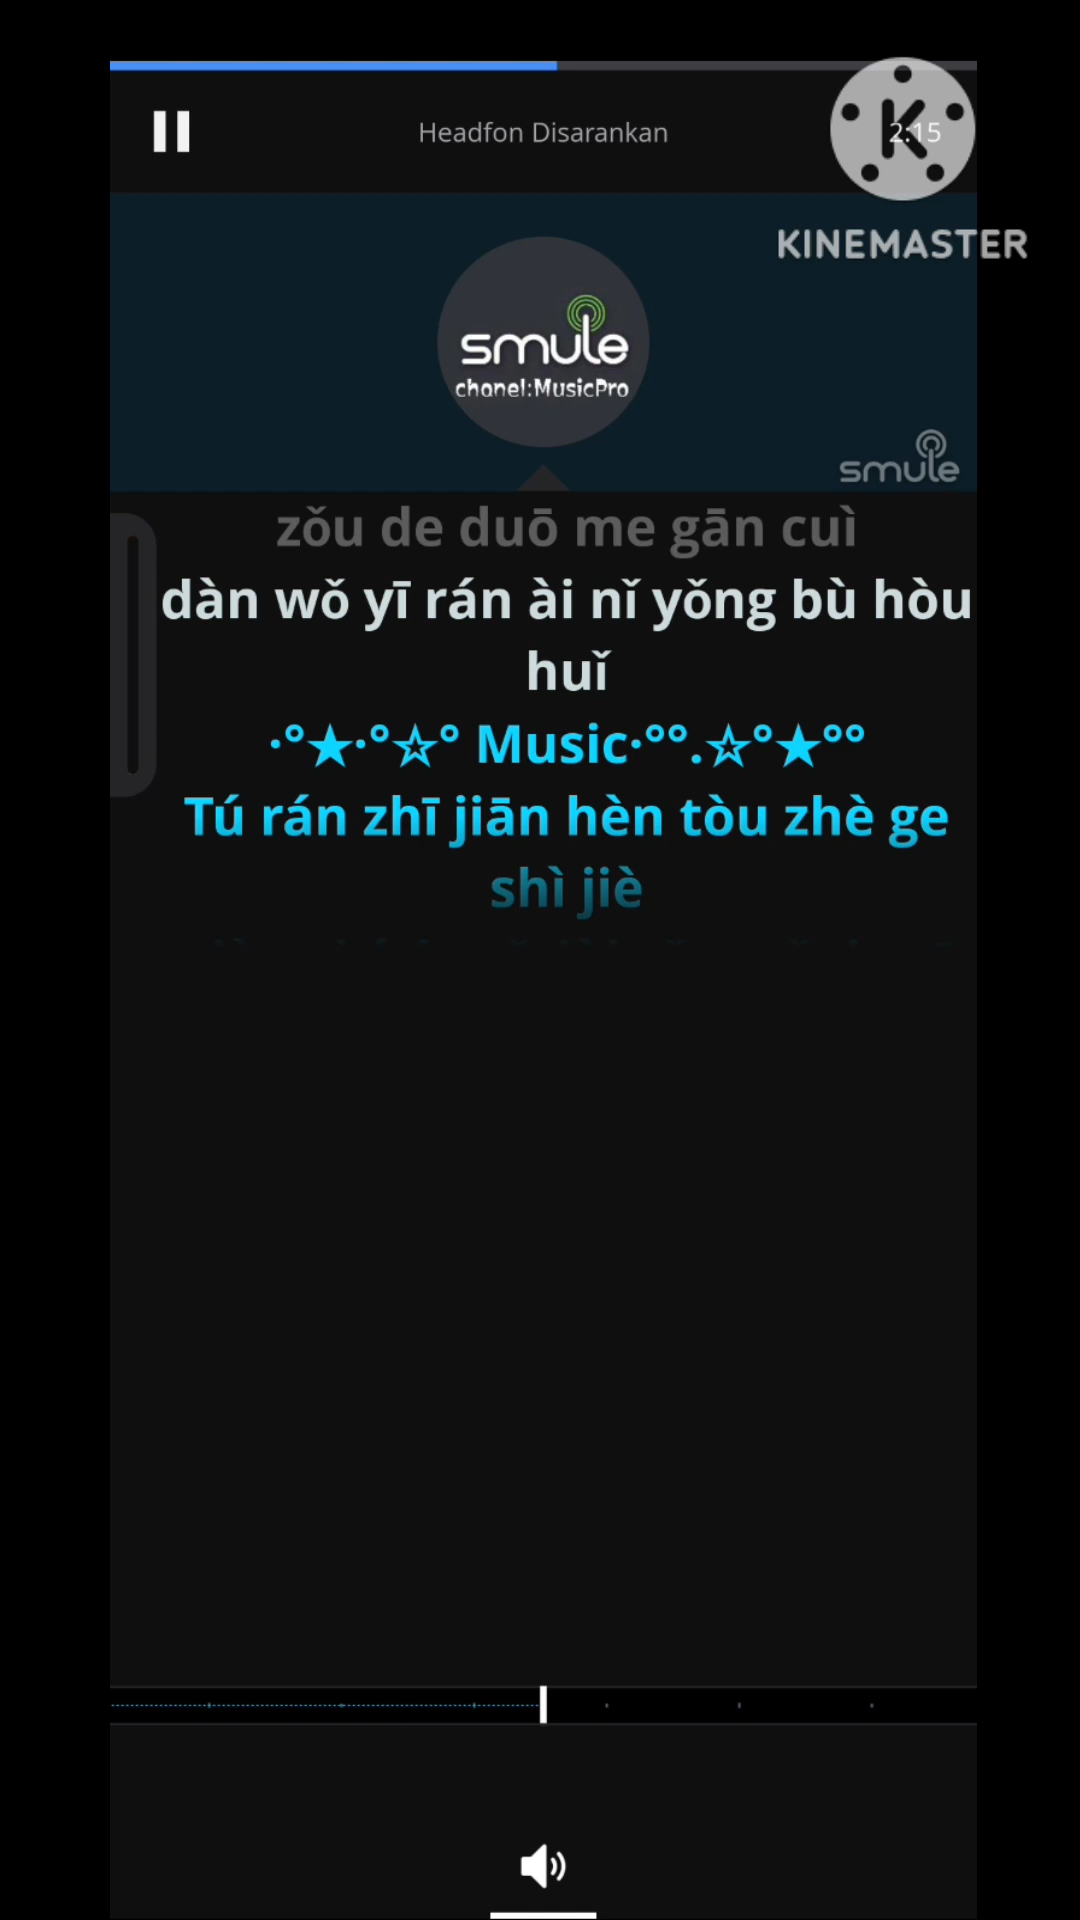 Headfon Disarankan
2:15
K
KINEMASTER
smule
chanel:MusicPro
smule
zǒu de duō me gān cuì
dàn wǒ yī rán ài nǐ yǒng bù hòu
huǐ
·°★·°☆° Music·°°.☆°★°°
Tú rán zhī jiān hèn tòu zhè ge
shì jiè